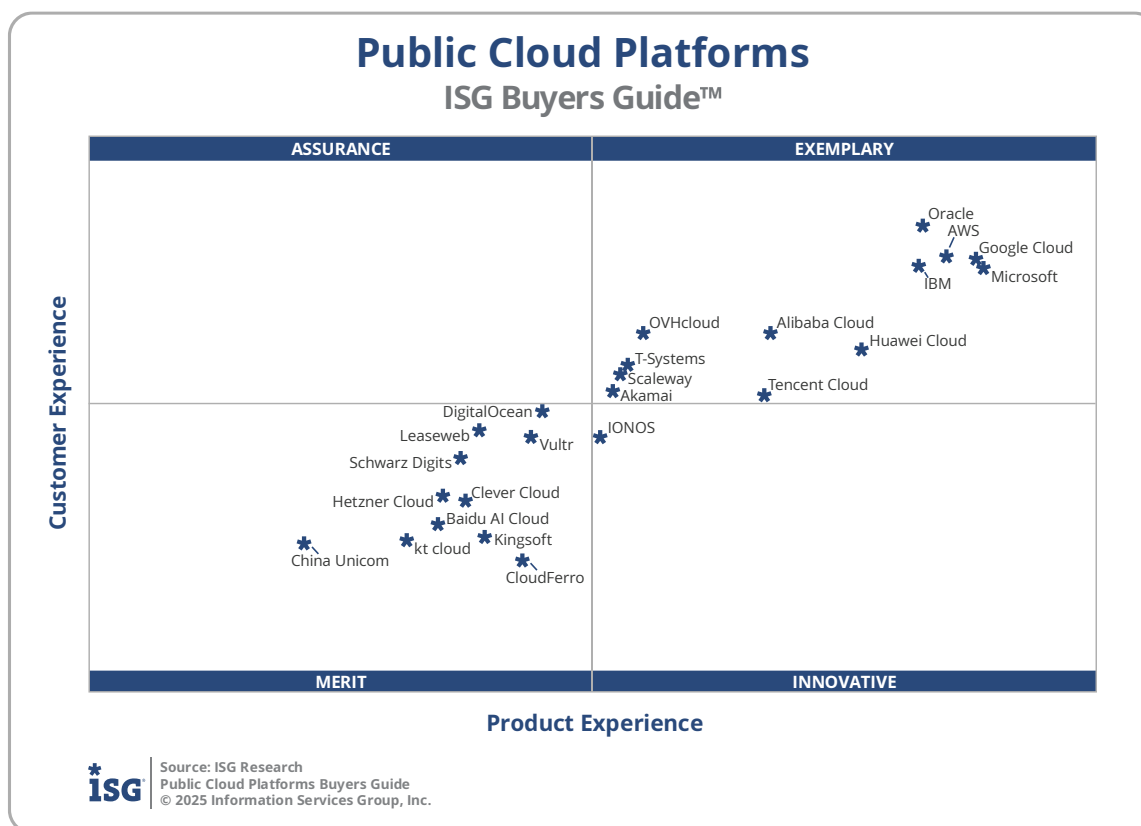 Public Cloud Platforms
ISG Buyers Guide™
ASSURANCE
EXEMPLARY
Oracle
AWS
Google Cloud
Microsoft
IBM
OVHcloud
Alibaba Cloud
Huawei Cloud
T-Systems
Scaleway
Tencent Cloud
Akamai
DigitalOcean
IONOS
Leaseweb
Vultr
Schwarz Digits
Clever Cloud
Hetzner Cloud
Baidu AI Cloud
Kingsoft
kt cloud
China Unicom
CloudFerro
Customer Experience
MERIT
INNOVATIVE
Product Experience
ISG
Source: ISG Research
Public Cloud Platforms Buyers Guide
© 2025 Information Services Group, Inc.